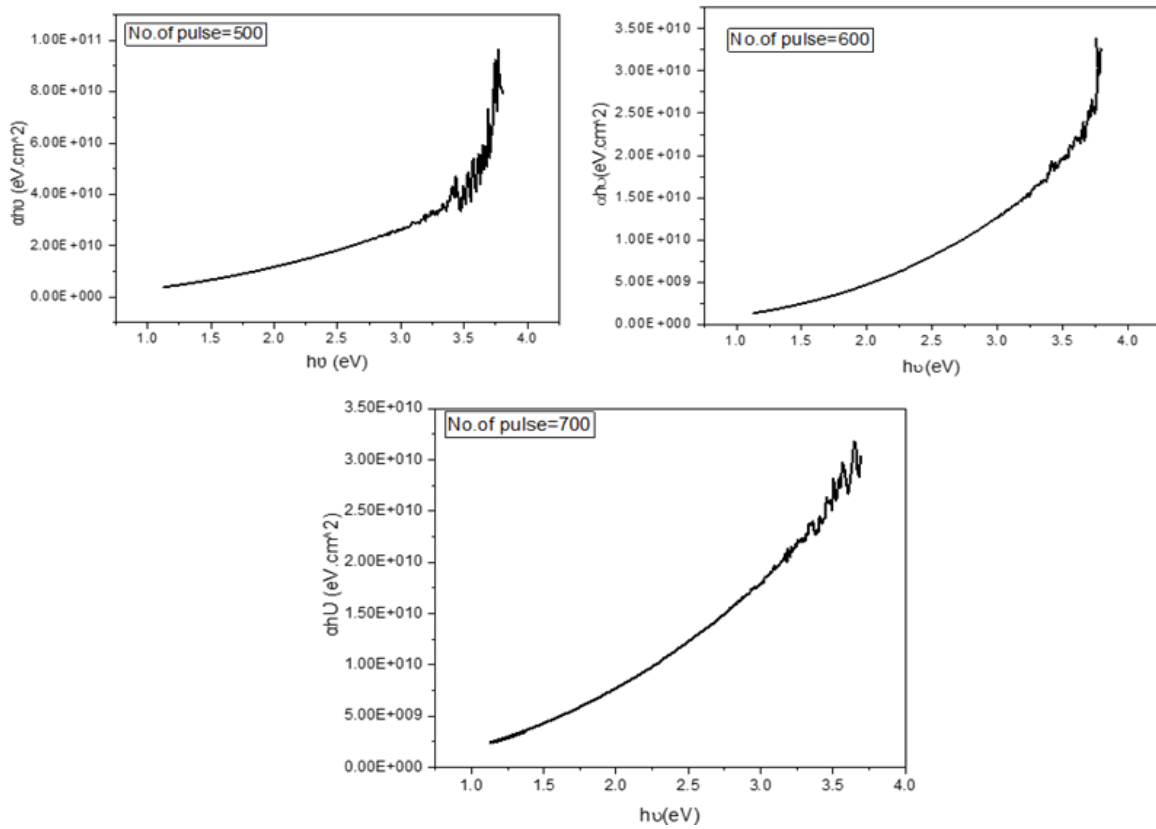 No.of pulse=500
1.00E+011
8.00E+010
6.00E+010
4.00E+010
2.00E+010
0.00E+000
αhυ (eV.cm^2)
1.0 1.5 2.0 2.5 3.0 3.5 4.0
hυ (eV)
No.of pulse=600
3.50E+010
3.00E+010
2.50E+010
2.00E+010
1.50E+010
1.00E+010
5.00E+009
0.00E+000
αhυ(eV.cm^2)
1.0 1.5 2.0 2.5 3.0 3.5 4.0
hυ(eV)
No.of pulse=700
3.50E+010
3.00E+010
2.50E+010
2.00E+010
1.50E+010
1.00E+010
5.00E+009
0.00E+000
αhU (eV.cm^2)
1.0 1.5 2.0 2.5 3.0 3.5 4.0
hυ(eV)